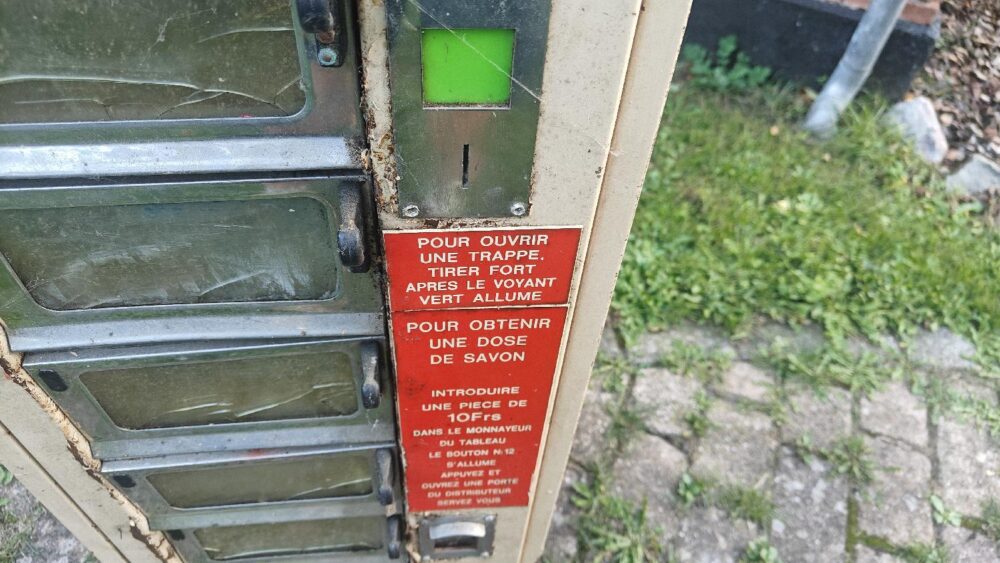 POUR OUVRIR
UNE TRAPPE,
TIRER FORT
APRES LE VOYANT
VERT ALLUME
POUR OBTENIR
UNE DOSE
DE SAVON
INTRODUIRE
UNE PIECE DE
10Frs
DANS LE MONNAYEUR
DU TABLEAU
LE BOUTON N:12
S'ALLUME
APPUYEZ ET
OUVREZ UNE PORTE
DU DISTRIBUTEUR
SERVEZ VOUS